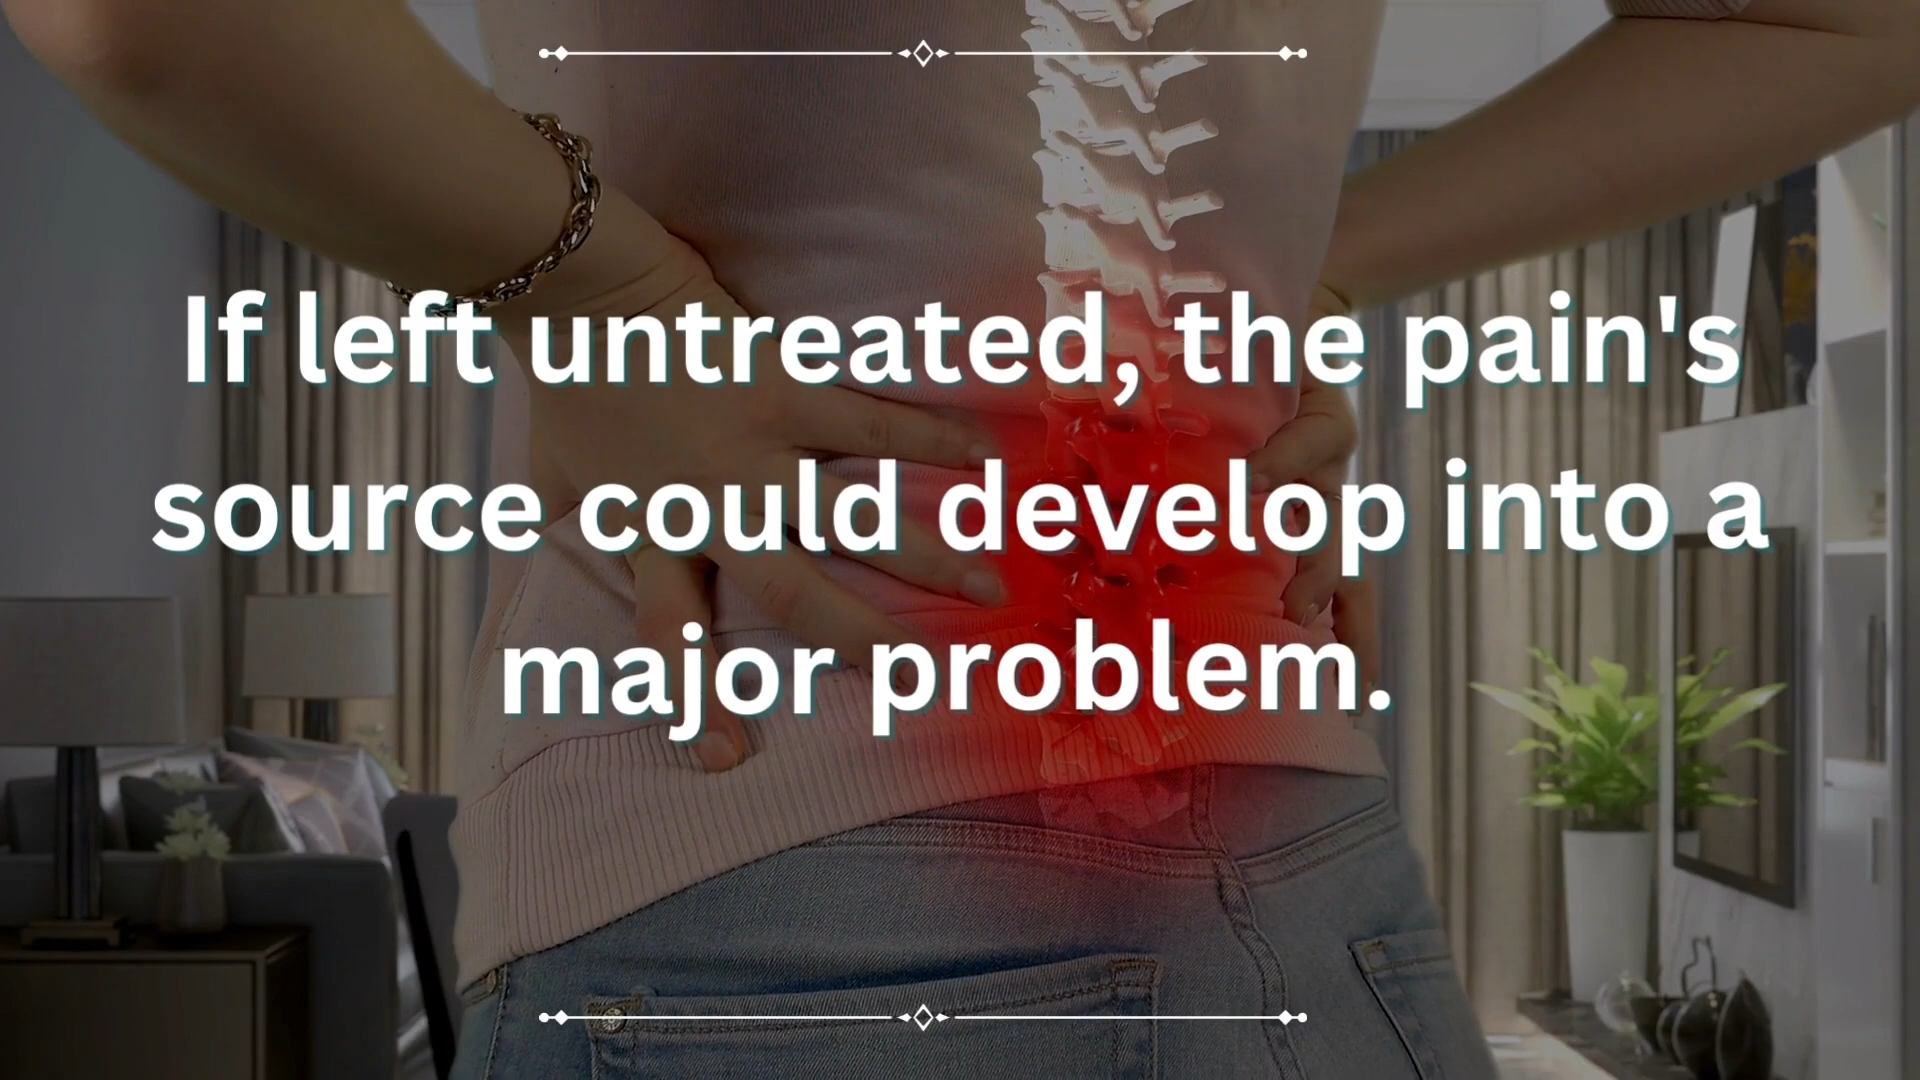 If left untreated, the pain's
source could develop into a
major problem.